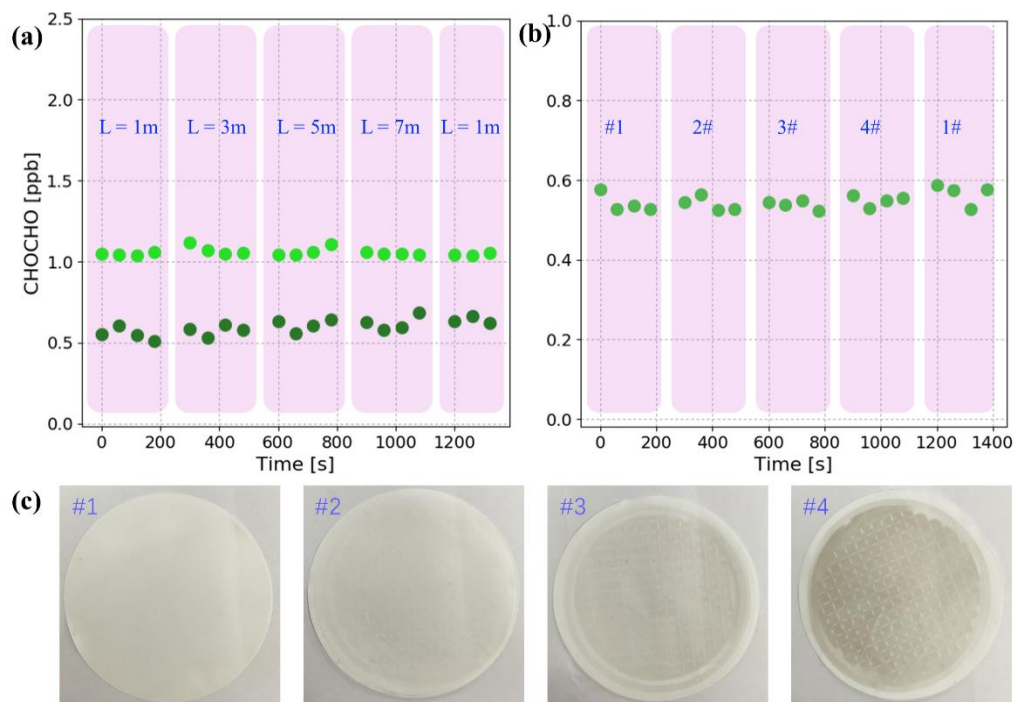 (a)
CHOCHO [ppb]
2.5
2.0
1.5
1.0
0.5
0.0
L = 1m
L = 3m
L = 5m
L = 7m
L = 1m
0 200 400 600 800 1000 1200
Time [s]
(b)
1.0
0.8
0.6
0.4
0.2
0.0
#1
2#
3#
4#
1#
0 200 400 600 800 1000 1200 1400
Time [s]
(c)
#1
#2
#3
#4